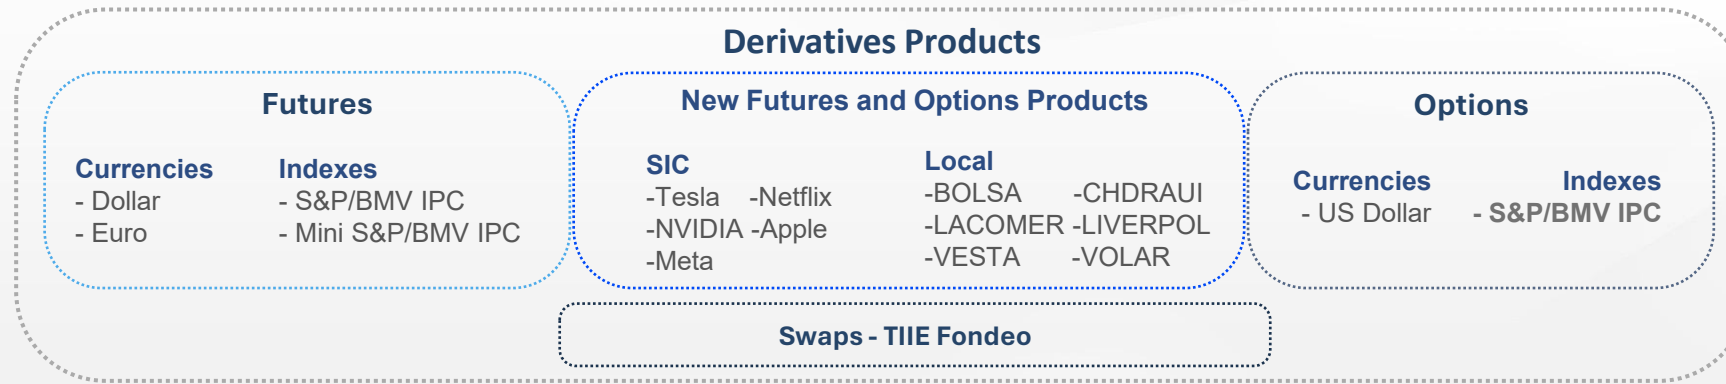 Derivatives Products
Futures
Currencies
- Dollar
- Euro
Indexes
- S&P/BMV IPC
- Mini S&P/BMV IPC
New Futures and Options Products
SIC
-Tesla -Netflix
-NVIDIA -Apple
-Meta
Local
-BOLSA -CHDRAUI
-LACOMER -LIVERPOL
-VESTA -VOLAR
Options
Currencies
- US Dollar
Indexes
- S&P/BMV IPC
Swaps - TIIE Fondeo